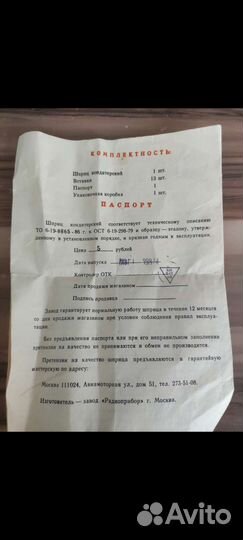 КОМПЛЕКТНОСТЬ
Шприц кондитерский 1 шт.
Вставки 13 шт.
Паспорт 1
Упаковочная коробка 1 шт.
ПАСПОРТ
Шприц кондитерский соответствует техническому описанию
ТО 6-19-9865-86 г. к ОСТ 6-19-298-79 и образцу — эталону, утверж-
денному в установленном порядке, и признан годным к эксплуатации.
Цена 5 рублей
Дата выпуска
Контролер ОТК
Дата продажи магазином
Подпись продавца
Завод гарантирует нормальную работу шприца в течение 12 месяцев
со дня продажи магазином при условии соблюдения правил эксплуа-
тации.
Без предъявления паспорта или при его неправильном заполнении
претензии на качество не принимаются и обмен не производится.
Претензии на качество шприца предъявляются в гарантийную
мастерскую по адресу:
Москва 111024, Авиамоторная ул., дом 51, тел. 273-51-08.
Изготовитель — завод «Радиоприбор» г. Москва.
Avito